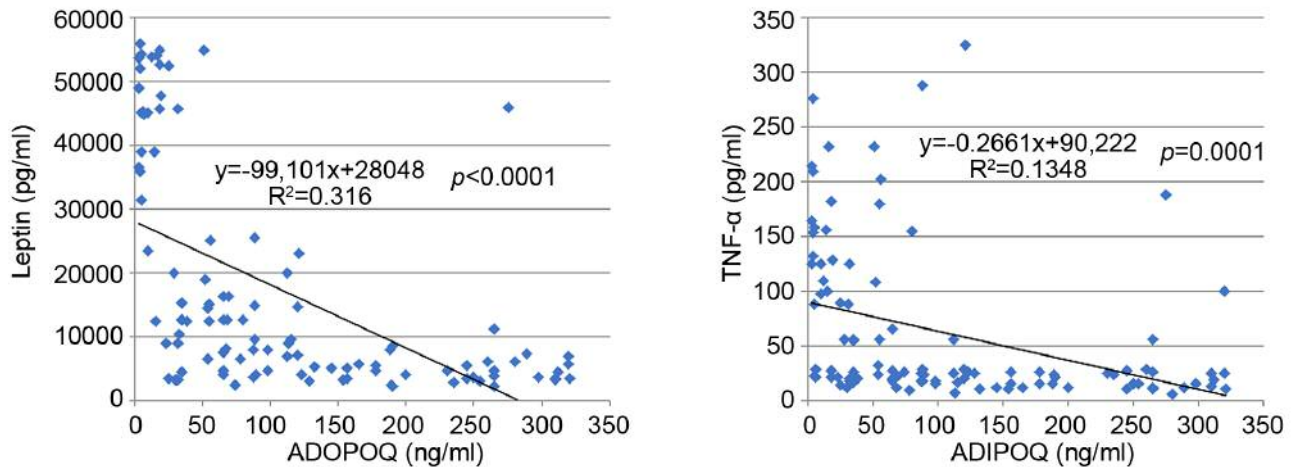 60000
50000
40000
30000
20000
10000
0
Leptin (pg/ml)
y=-99,101x+28048
R²=0.316
p<0.0001
0 50 100 150 200 250 300 350
ADOPOQ (ng/ml)
350
300
250
200
150
100
50
0
TNF-α (pg/ml)
y=-0.2661x+90,222
R²=0.1348
p=0.0001
0 50 100 150 200 250 300 350
ADIPOQ (ng/ml)